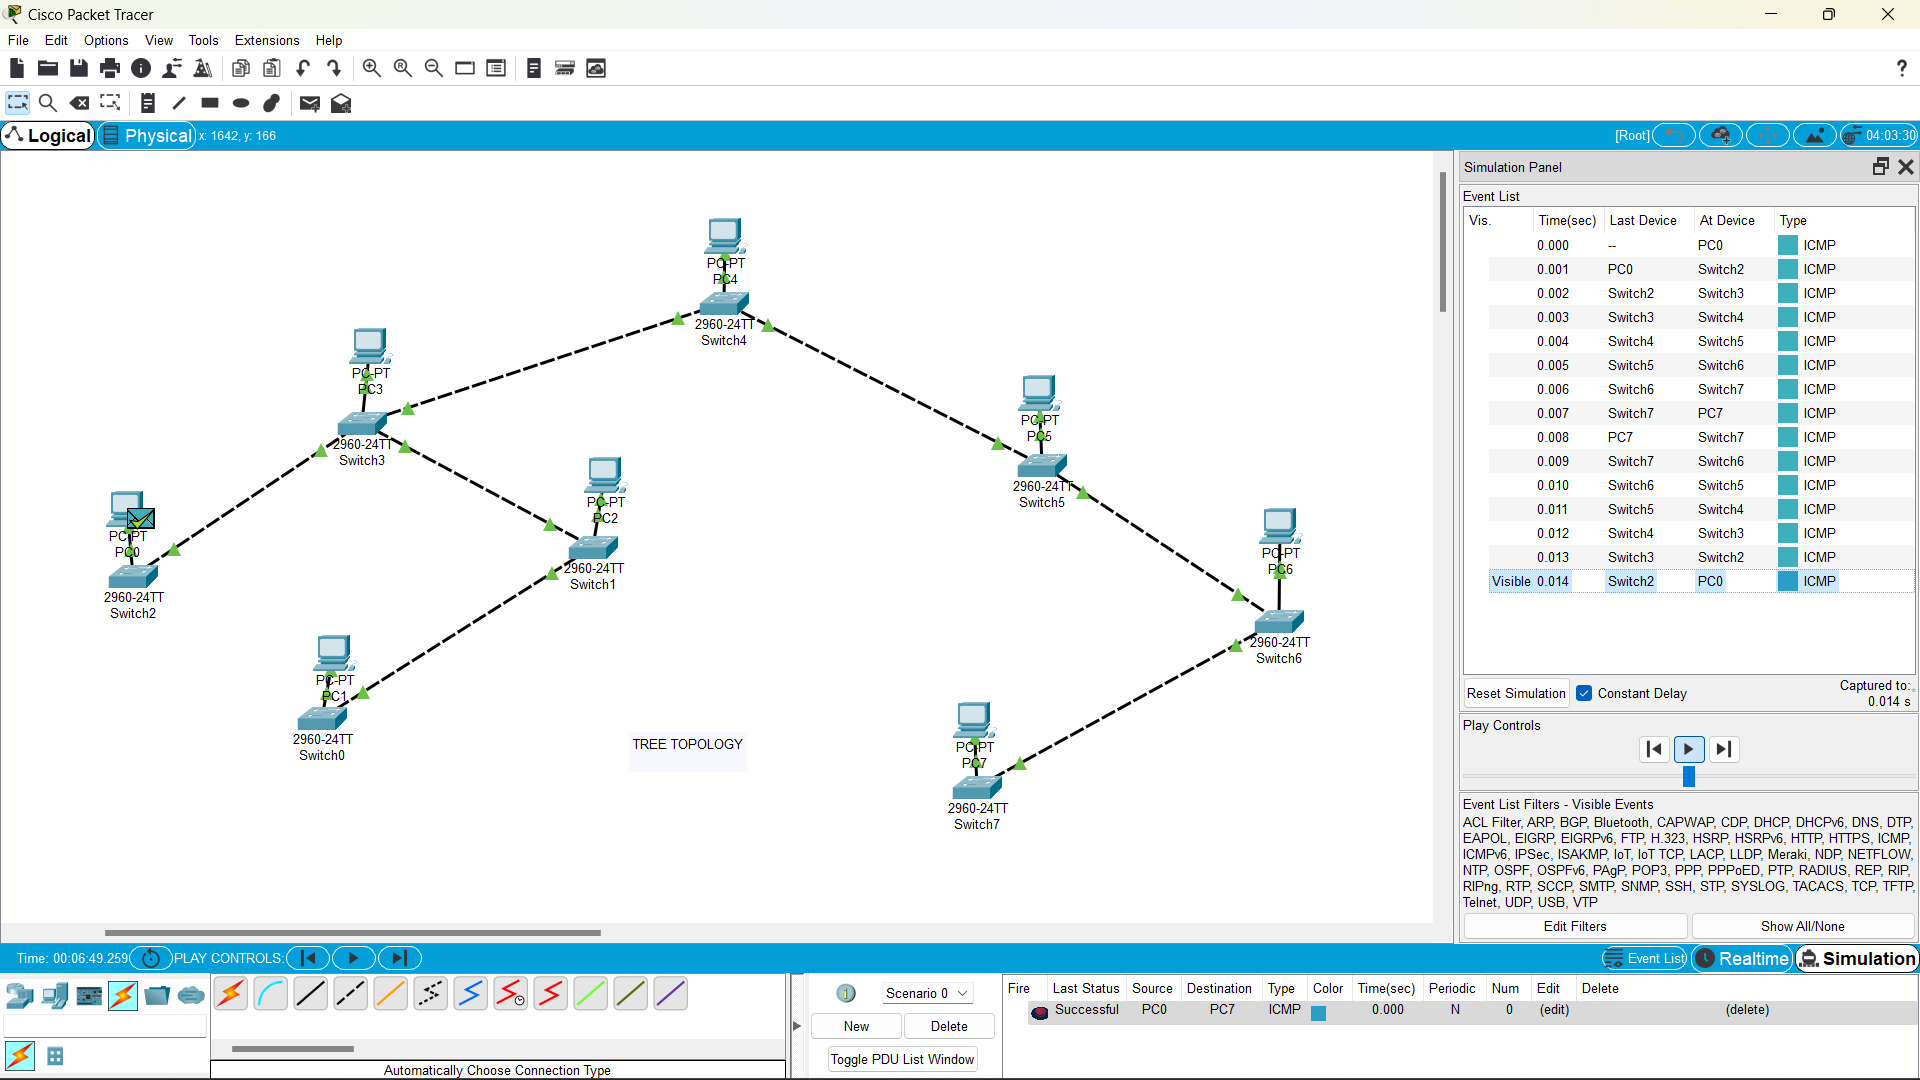 Cisco Packet Tracer
File Edit Options View Tools Extensions Help
?
Logical Physical x: 1642, y: 166 [Root] 04:03:30
Simulation Panel
Event List
Vis. Time(sec) Last Device At Device Type
0.000 -- PC0 ICMP
0.001 PC0 Switch2 ICMP
0.002 Switch2 Switch3 ICMP
0.003 Switch3 Switch4 ICMP
0.004 Switch4 Switch5 ICMP
0.005 Switch5 Switch6 ICMP
0.006 Switch6 Switch7 ICMP
0.007 Switch7 PC7 ICMP
0.008 PC7 Switch7 ICMP
0.009 Switch7 Switch6 ICMP
0.010 Switch6 Switch5 ICMP
0.011 Switch5 Switch4 ICMP
0.012 Switch4 Switch3 ICMP
0.013 Switch3 Switch2 ICMP
Visible 0.014 Switch2 PC0 ICMP
PC-PT
PC4
2960-24TT
Switch4
PC-PT
PC3
2960-24TT
Switch3
PC-PT
PC5
2960-24TT
Switch5
PC-PT
PC2
2960-24TT
Switch1
PC-PT
PC0
2960-24TT
Switch2
PC-PT
PC6
2960-24TT
Switch6
PC-PT
PC1
2960-24TT
Switch0
TREE TOPOLOGY
PC-PT
PC7
2960-24TT
Switch7
Reset Simulation Constant Delay Captured to:
0.014 s
Play Controls
Event List Filters - Visible Events
ACL Filter, ARP, BGP, Bluetooth, CAPWAP, CDP, DHCP, DHCPv6, DNS, DTP,
EAPOL, EIGRP, EIGRPv6, FTP, H.323, HSRP, HSRPv6, HTTP, HTTPS, ICMP,
ICMPv6, IPSec, ISAKMP, IoT, IoT TCP, LACP, LLDP, Meraki, NDP, NETFLOW,
NTP, OSPF, OSPFv6, PAgP, POP3, PPP, PPPoED, PTP, RADIUS, REP, RIP,
RIPng, RTP, SCCP, SMTP, SNMP, SSH, STP, SYSLOG, TACACS, TCP, TFTP,
Telnet, UDP, USB, VTP
Edit Filters Show All/None
Time: 00:06:49.259 PLAY CONTROLS: Event List Realtime Simulation
Scenario 0
New Delete
Toggle PDU List Window
Fire Last Status Source Destination Type Color Time(sec) Periodic Num Edit Delete
Successful PC0 PC7 ICMP 0.000 N 0 (edit) (delete)
Automatically Choose Connection Type